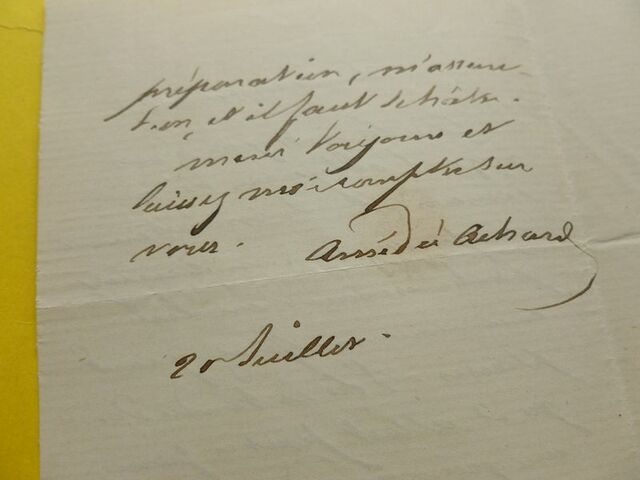 préparation, m'assure-
t-on, et il faut se hâter.
merci toujours et
laissez moi compter sur
vous. Amédée Achard
20 Juillet.